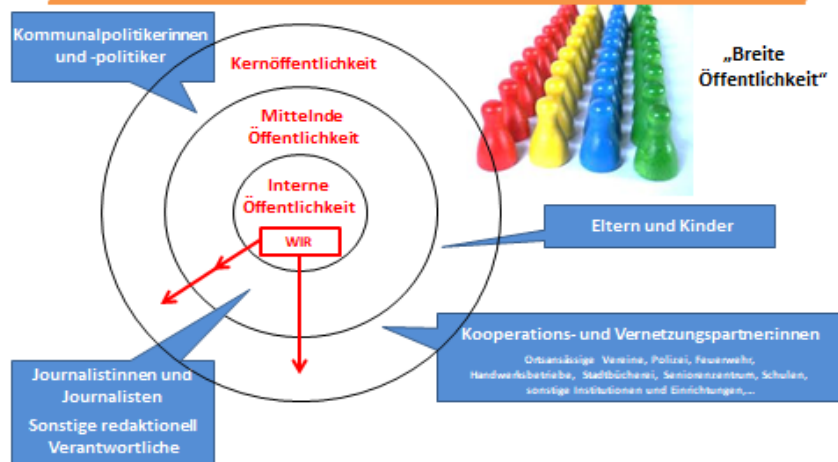 Kommunalpolitikerinnen
und -politiker
Kernöffentlichkeit
„Breite
Öffentlichkeit“
Mittelnde
Öffentlichkeit
Interne
Öffentlichkeit
WIR
Eltern und Kinder
Kooperations- und Vernetzungspartner:innen
Ortsansässige Vereine, Polizei, Feuerwehr,
Handwerksbetriebe, Stadtbücherei, Seniorenzentrum, Schulen,
sonstige Institutionen und Einrichtungen,...
Journalistinnen und
Journalisten
Sonstige redaktionell
Verantwortliche